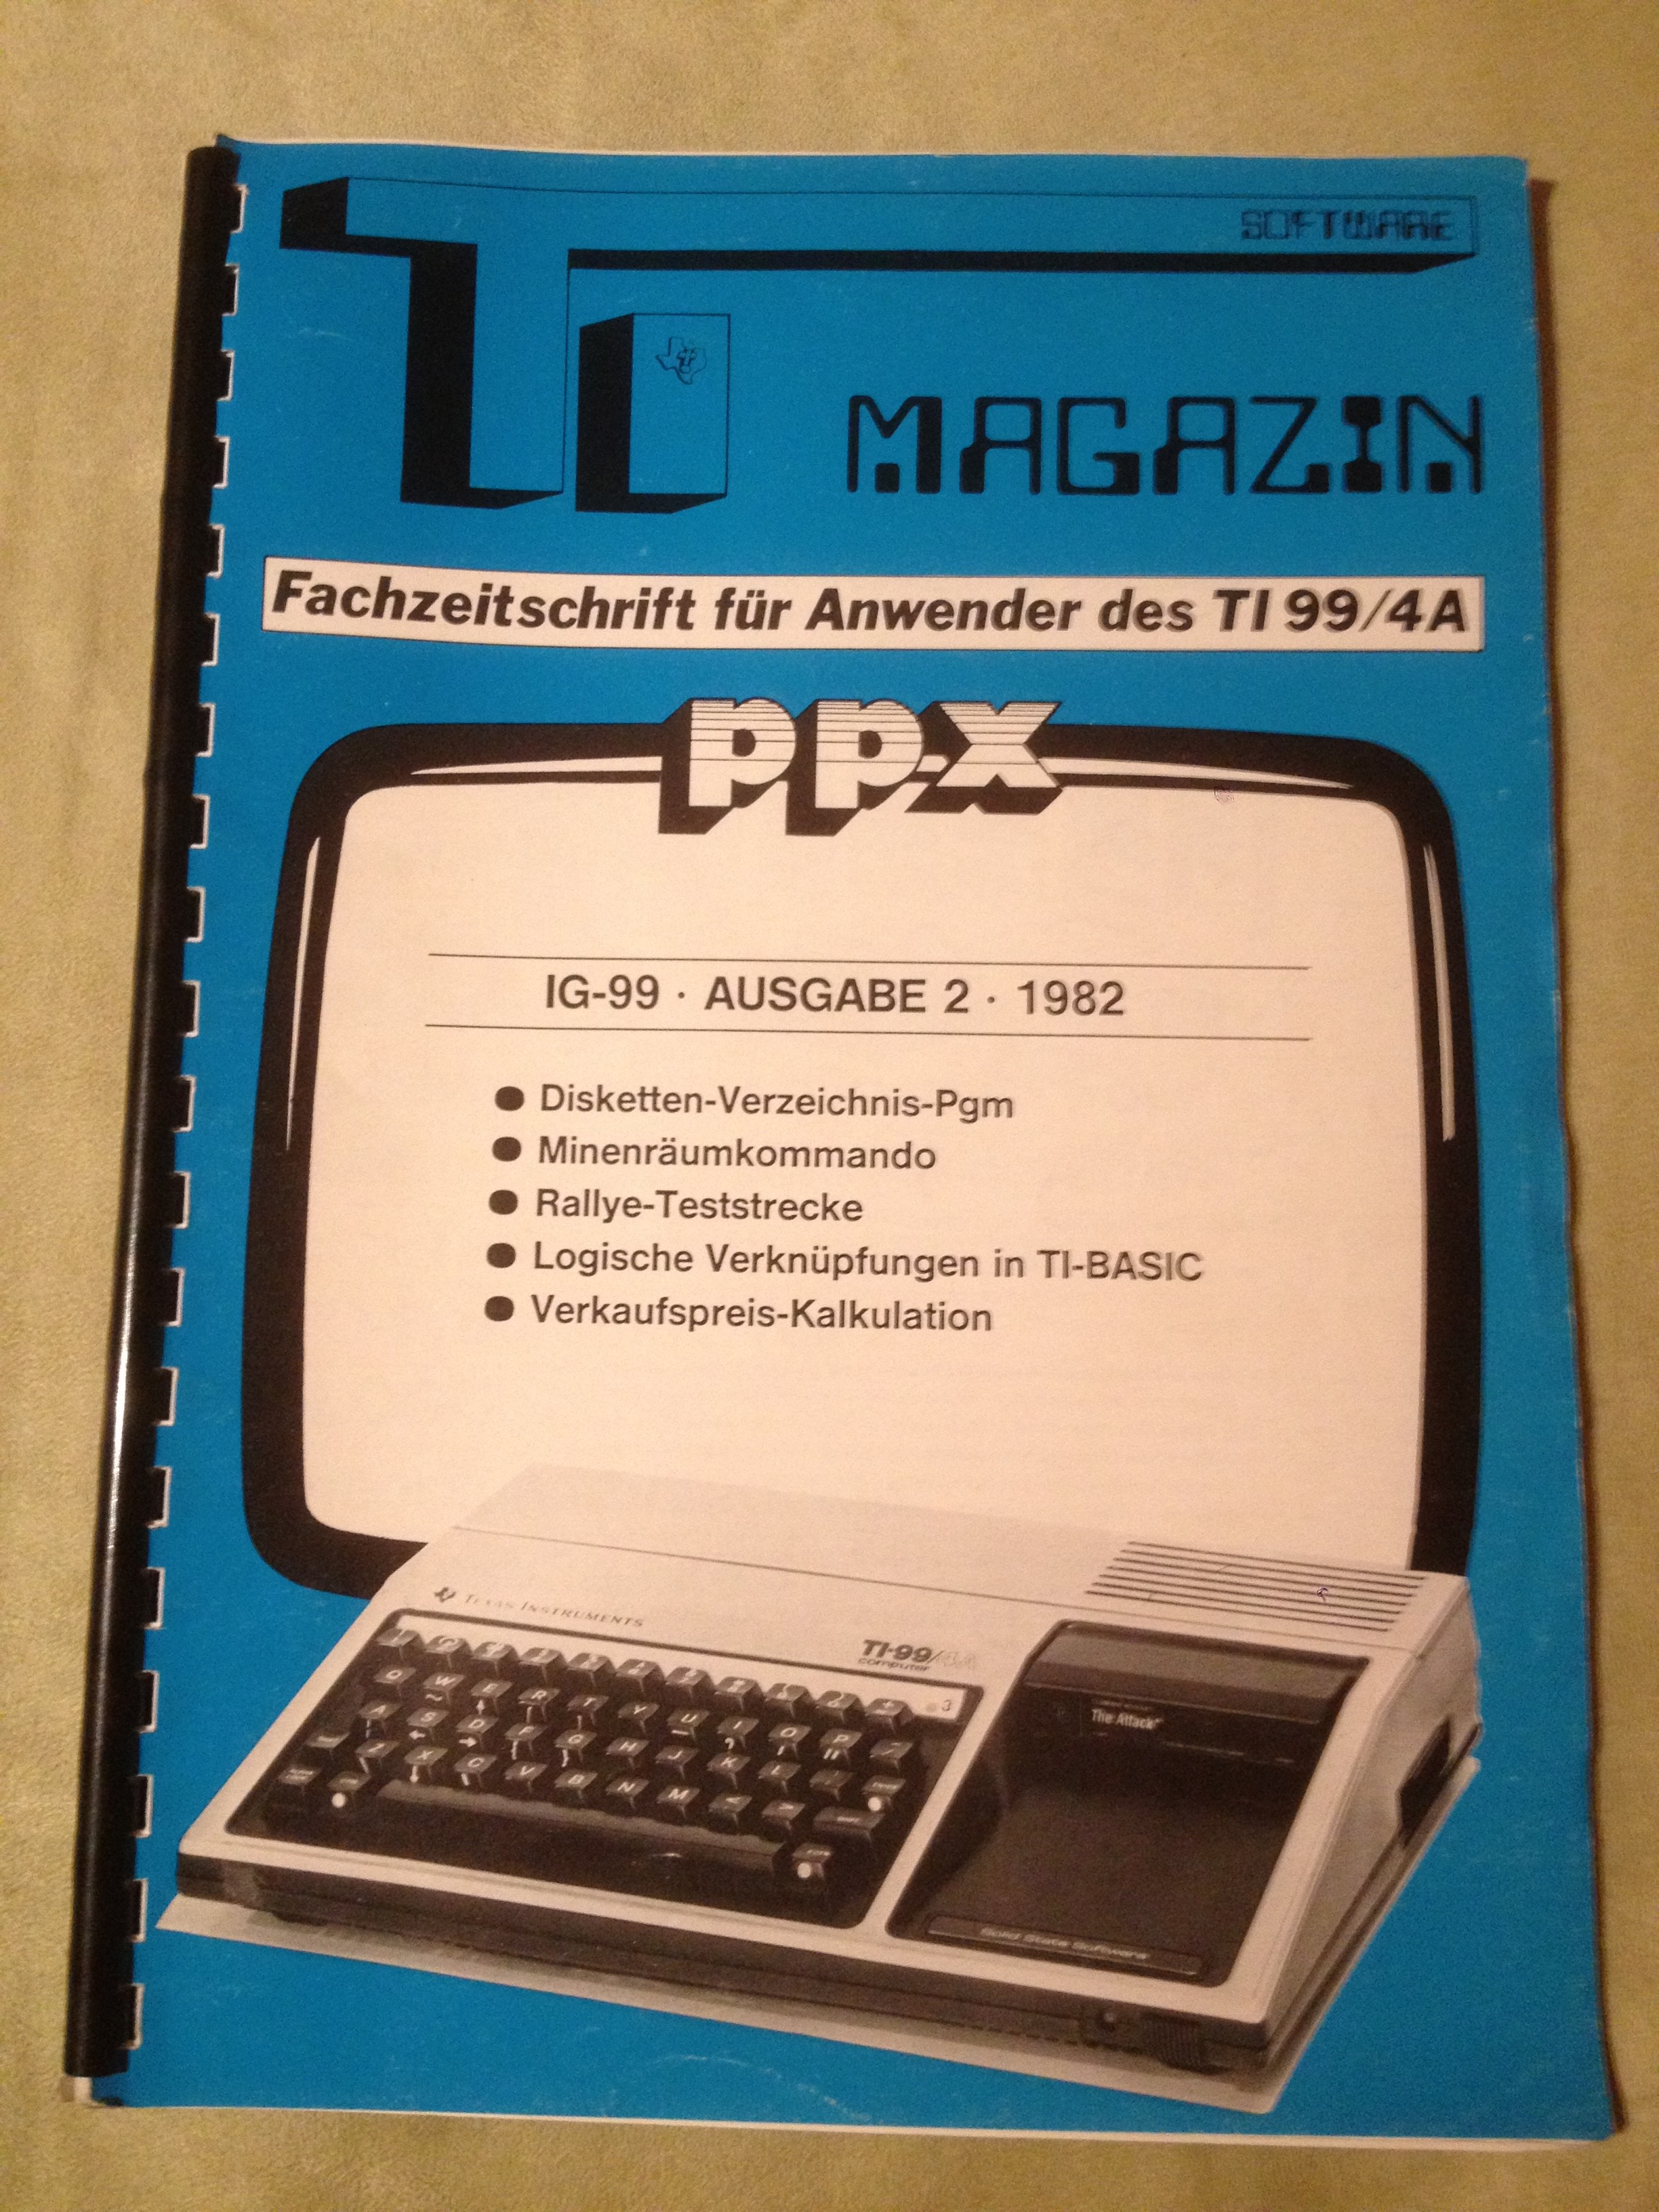 SOFTWARE
TI
MAGAZIN
Fachzeitschrift für Anwender des TI 99/4A
ppx
IG-99 · AUSGABE 2 · 1982
● Disketten-Verzeichnis-Pgm
● Minenräumkommando
● Rallye-Teststrecke
● Logische Verknüpfungen in TI-BASIC
● Verkaufspreis-Kalkulation
TEXAS INSTRUMENTS
TI-99/4A
computer
3
The Attack
Q W E R T Y U I O P
A S D F G H J K L
Z X C V B N M
Solid State Software